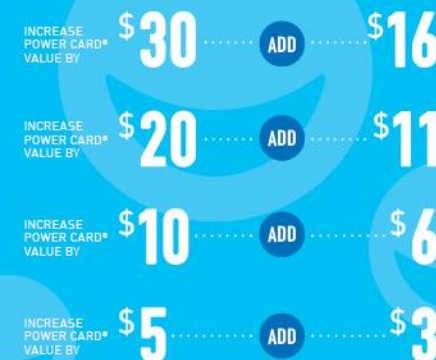 INCREASE
POWER CARD®
VALUE BY
$30
ADD
$16
INCREASE
POWER CARD®
VALUE BY
$20
ADD
$11
INCREASE
POWER CARD®
VALUE BY
$10
ADD
$6
INCREASE
POWER CARD®
VALUE BY
$5
ADD
$3